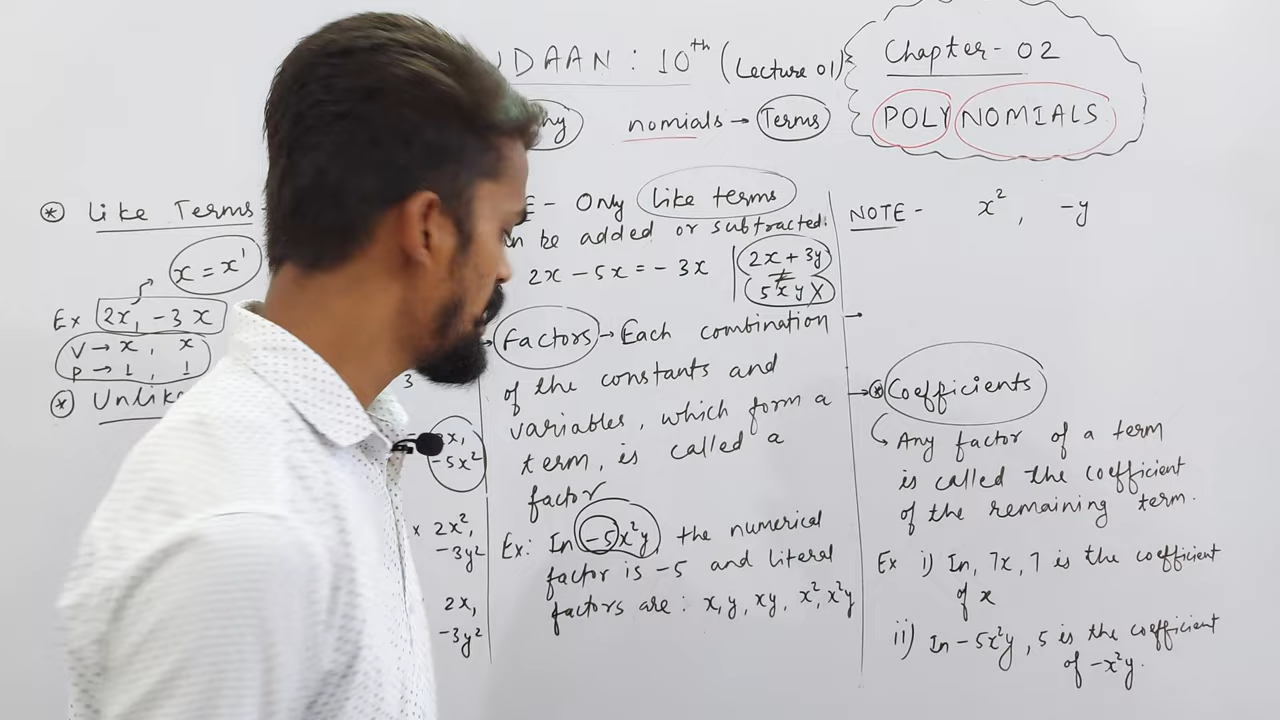 UDAAN : 10th (Lecture 01)
Chapter - 02
POLYNOMIALS
nomials → Terms
* Like Terms
x = x¹
Ex 2x, -3x
V → x, x
P → 1, 1
* Unlik
3
-5x²
x 2x²,
-3y²
2x,
-3y²
- Only like terms
be added or subtracted.
2x - 5x = -3x
2x + 3y
≠
5xy X
Factors → Each combination
of the constants and
variables, which form a
term, is called a
factor
Ex: In -5x²y the numerical
factor is -5 and literal
factors are : x, y, xy, x², x²y
NOTE - x², -y
→ * Coefficients
Any factor of a term
is called the coefficient
of the remaining term.
Ex i) In, 7x, 7 is the coefficient
of x
ii) In -5x²y, 5 is the coefficient
of -x²y.